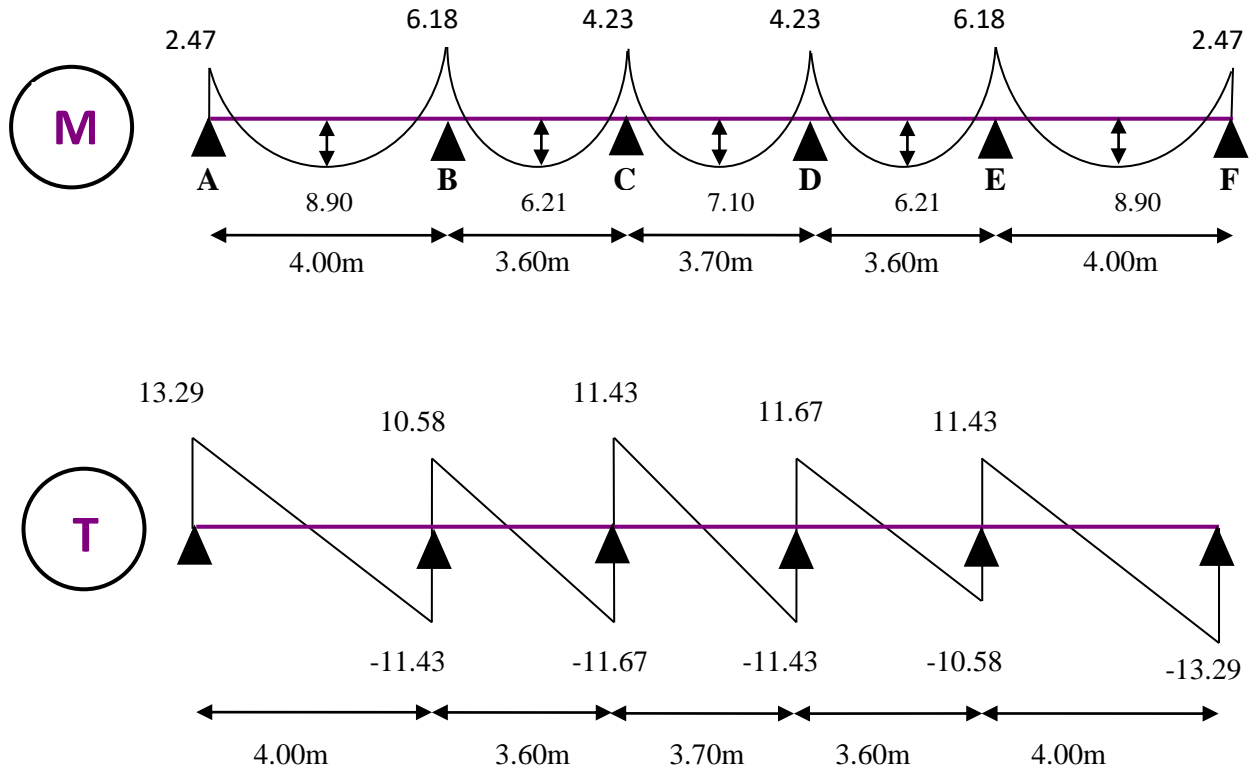 2.47 6.18 4.23 4.23 6.18 2.47
M
A B C D E F
8.90 6.21 7.10 6.21 8.90
4.00m 3.60m 3.70m 3.60m 4.00m
13.29 10.58 11.43 11.67 11.43
T
-11.43 -11.67 -11.43 -10.58 -13.29
4.00m 3.60m 3.70m 3.60m 4.00m